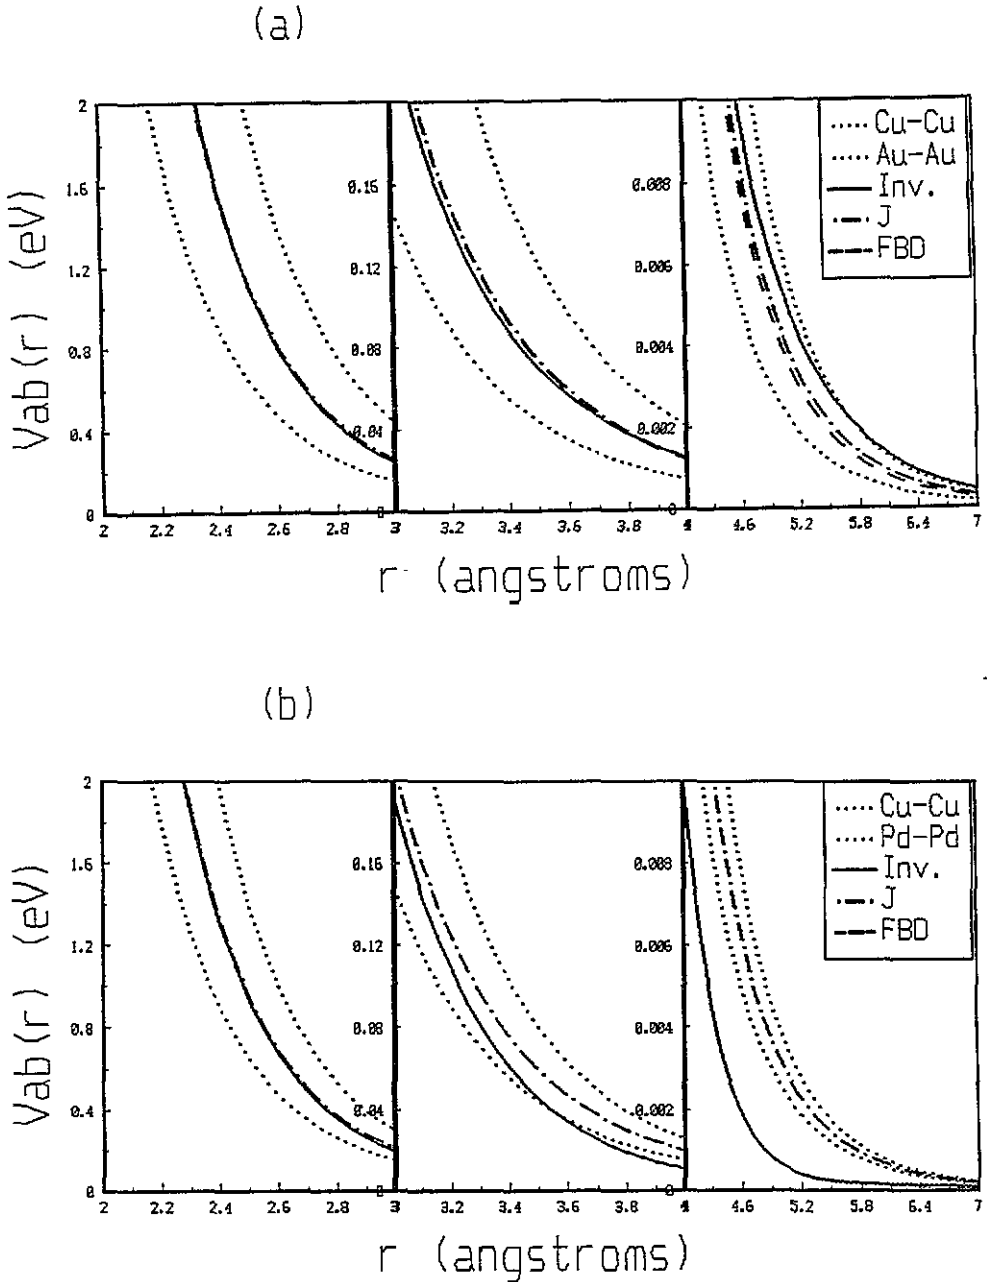 (a)
Vab(r) (eV)
2
1.6
1.2
0.8
0.4
0
0.16
0.12
0.08
0.04
0
0.008
0.006
0.004
0.002
0
Cu-Cu
Au-Au
Inv.
J
FBD
2 2.2 2.4 2.6 2.8 3 3.2 3.4 3.6 3.8 4 4.6 5.2 5.8 6.4 7
r (angstroms)
(b)
Vab(r) (eV)
2
1.6
1.2
0.8
0.4
0
0.16
0.12
0.08
0.04
0
0.008
0.006
0.004
0.002
0
Cu-Cu
Pd-Pd
Inv.
J
FBD
2 2.2 2.4 2.6 2.8 3 3.2 3.4 3.6 3.8 4 4.6 5.2 5.8 6.4 7
r (angstroms)